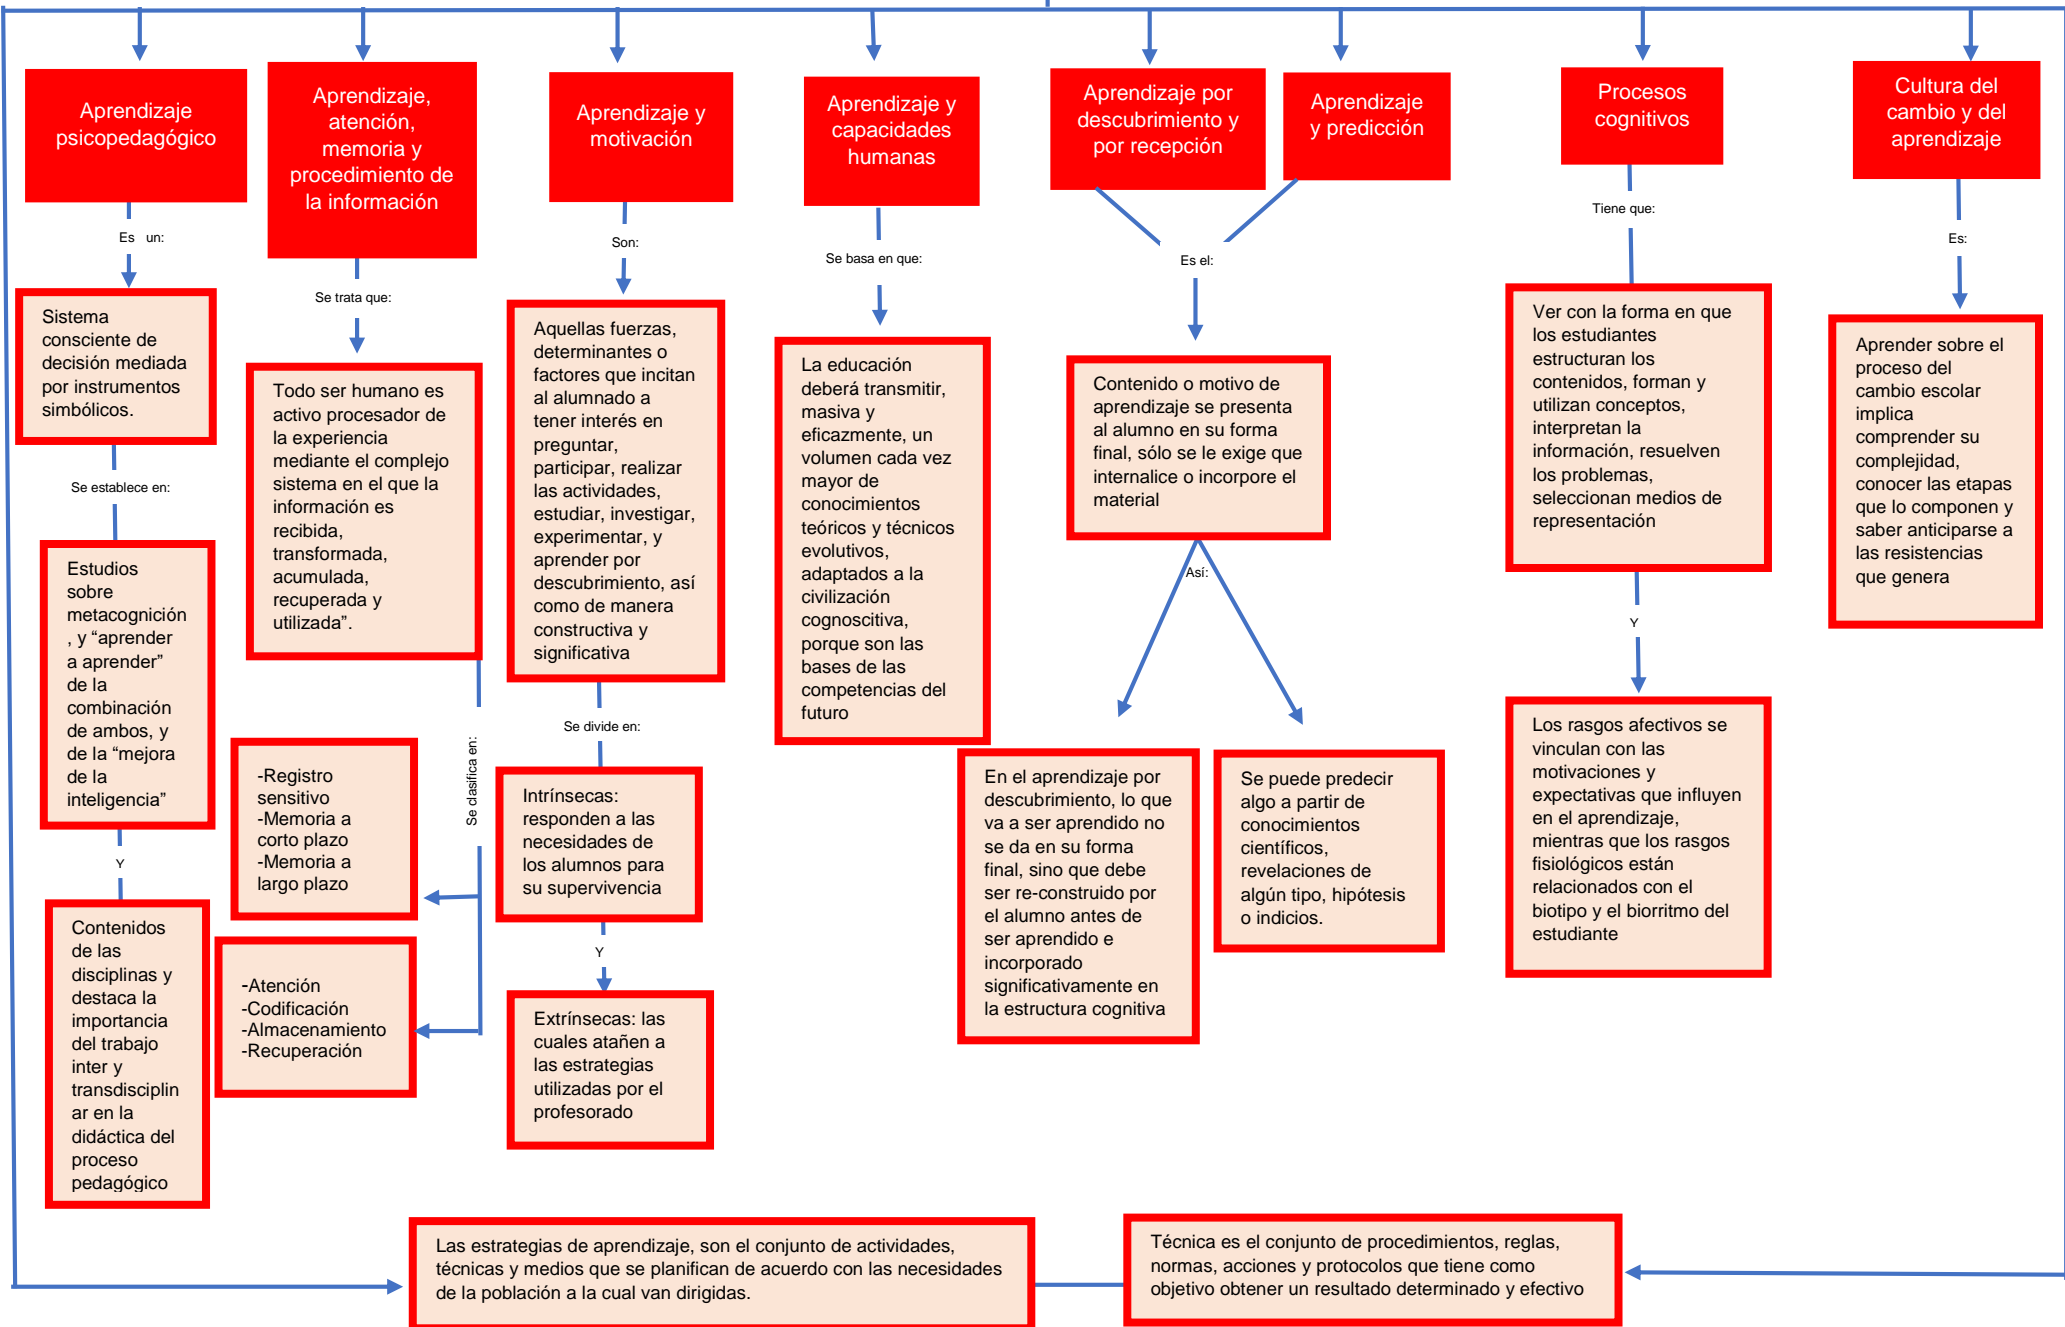 Aprendizaje
psicopedagógico
Es un:
Sistema
consciente de
decisión mediada
por instrumentos
simbólicos.
Se establece en:
Estudios
sobre
metacognición
, y “aprender
a aprender”
de la
combinación
de ambos, y
de la “mejora
de la
inteligencia”
Y
Contenidos
de las
disciplinas y
destaca la
importancia
del trabajo
inter y
transdisciplin
ar en la
didáctica del
proceso
pedagógico
Aprendizaje,
atención,
memoria y
procedimiento de
la información
Se trata que:
Todo ser humano es
activo procesador de
la experiencia
mediante el complejo
sistema en el que la
información es
recibida,
transformada,
acumulada,
recuperada y
utilizada”.
Se clasifica en:
-Registro
sensitivo
-Memoria a
corto plazo
-Memoria a
largo plazo
-Atención
-Codificación
-Almacenamiento
-Recuperación
Aprendizaje y
motivación
Son:
Aquellas fuerzas,
determinantes o
factores que incitan
al alumnado a
tener interés en
preguntar,
participar, realizar
las actividades,
estudiar, investigar,
experimentar, y
aprender por
descubrimiento, así
como de manera
constructiva y
significativa
Se divide en:
Intrínsecas:
responden a las
necesidades de
los alumnos para
su supervivencia
Y
Extrínsecas: las
cuales atañen a
las estrategias
utilizadas por el
profesorado
Aprendizaje y
capacidades
humanas
Se basa en que:
La educación
deberá transmitir,
masiva y
eficazmente, un
volumen cada vez
mayor de
conocimientos
teóricos y técnicos
evolutivos,
adaptados a la
civilización
cognoscitiva,
porque son las
bases de las
competencias del
futuro
Aprendizaje por
descubrimiento y
por recepción
Aprendizaje
y predicción
Es el:
Contenido o motivo de
aprendizaje se presenta
al alumno en su forma
final, sólo se le exige que
internalice o incorpore el
material
Así:
En el aprendizaje por
descubrimiento, lo que
va a ser aprendido no
se da en su forma
final, sino que debe
ser re-construido por
el alumno antes de
ser aprendido e
incorporado
significativamente en
la estructura cognitiva
Se puede predecir
algo a partir de
conocimientos
científicos,
revelaciones de
algún tipo, hipótesis
o indicios.
Procesos
cognitivos
Tiene que:
Ver con la forma en que
los estudiantes
estructuran los
contenidos, forman y
utilizan conceptos,
interpretan la
información, resuelven
los problemas,
seleccionan medios de
representación
Y
Los rasgos afectivos se
vinculan con las
motivaciones y
expectativas que influyen
en el aprendizaje,
mientras que los rasgos
fisiológicos están
relacionados con el
biotipo y el biorritmo del
estudiante
Cultura del
cambio y del
aprendizaje
Es:
Aprender sobre el
proceso del
cambio escolar
implica
comprender su
complejidad,
conocer las etapas
que lo componen y
saber anticiparse a
las resistencias
que genera
Las estrategias de aprendizaje, son el conjunto de actividades,
técnicas y medios que se planifican de acuerdo con las necesidades
de la población a la cual van dirigidas.
Técnica es el conjunto de procedimientos, reglas,
normas, acciones y protocolos que tiene como
objetivo obtener un resultado determinado y efectivo